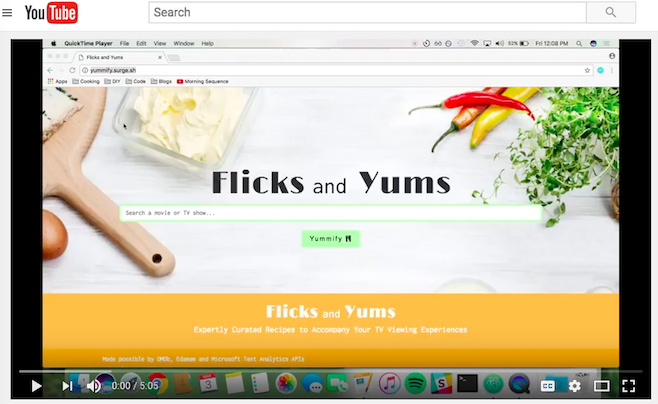 YouTube
Search
QuickTime Player File Edit View Window Help 52% Fri 12:08 PM
Flicks and Yums
yummify.surge.sh
Apps Cooking DIY Code Blogs Morning Sequence
Flicks and Yums
Search a movie or TV show...
Yummify
Flicks and Yums
Expertly Curated Recipes to Accompany Your TV Viewing Experiences
Made possible by OMDb, Edamam and Microsoft Text Analytics APIs
3
0:00 / 5:05
CC